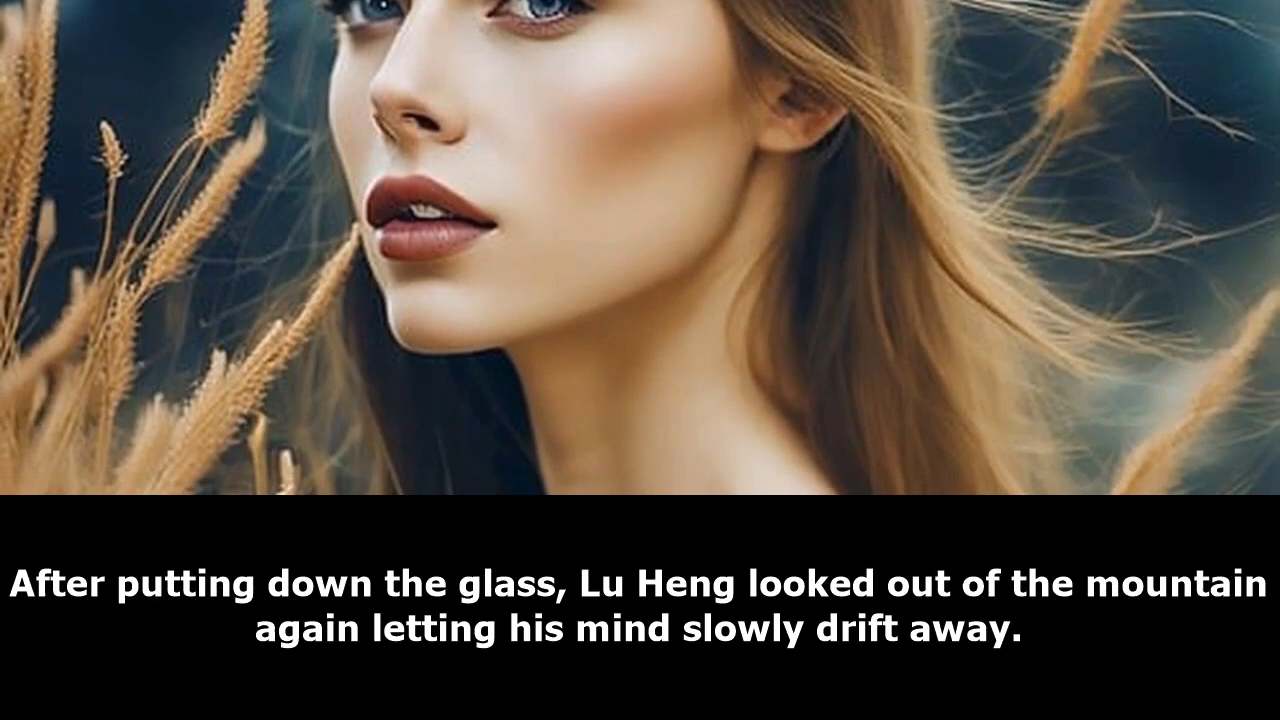 After putting down the glass, Lu Heng looked out of the mountain
again letting his mind slowly drift away.